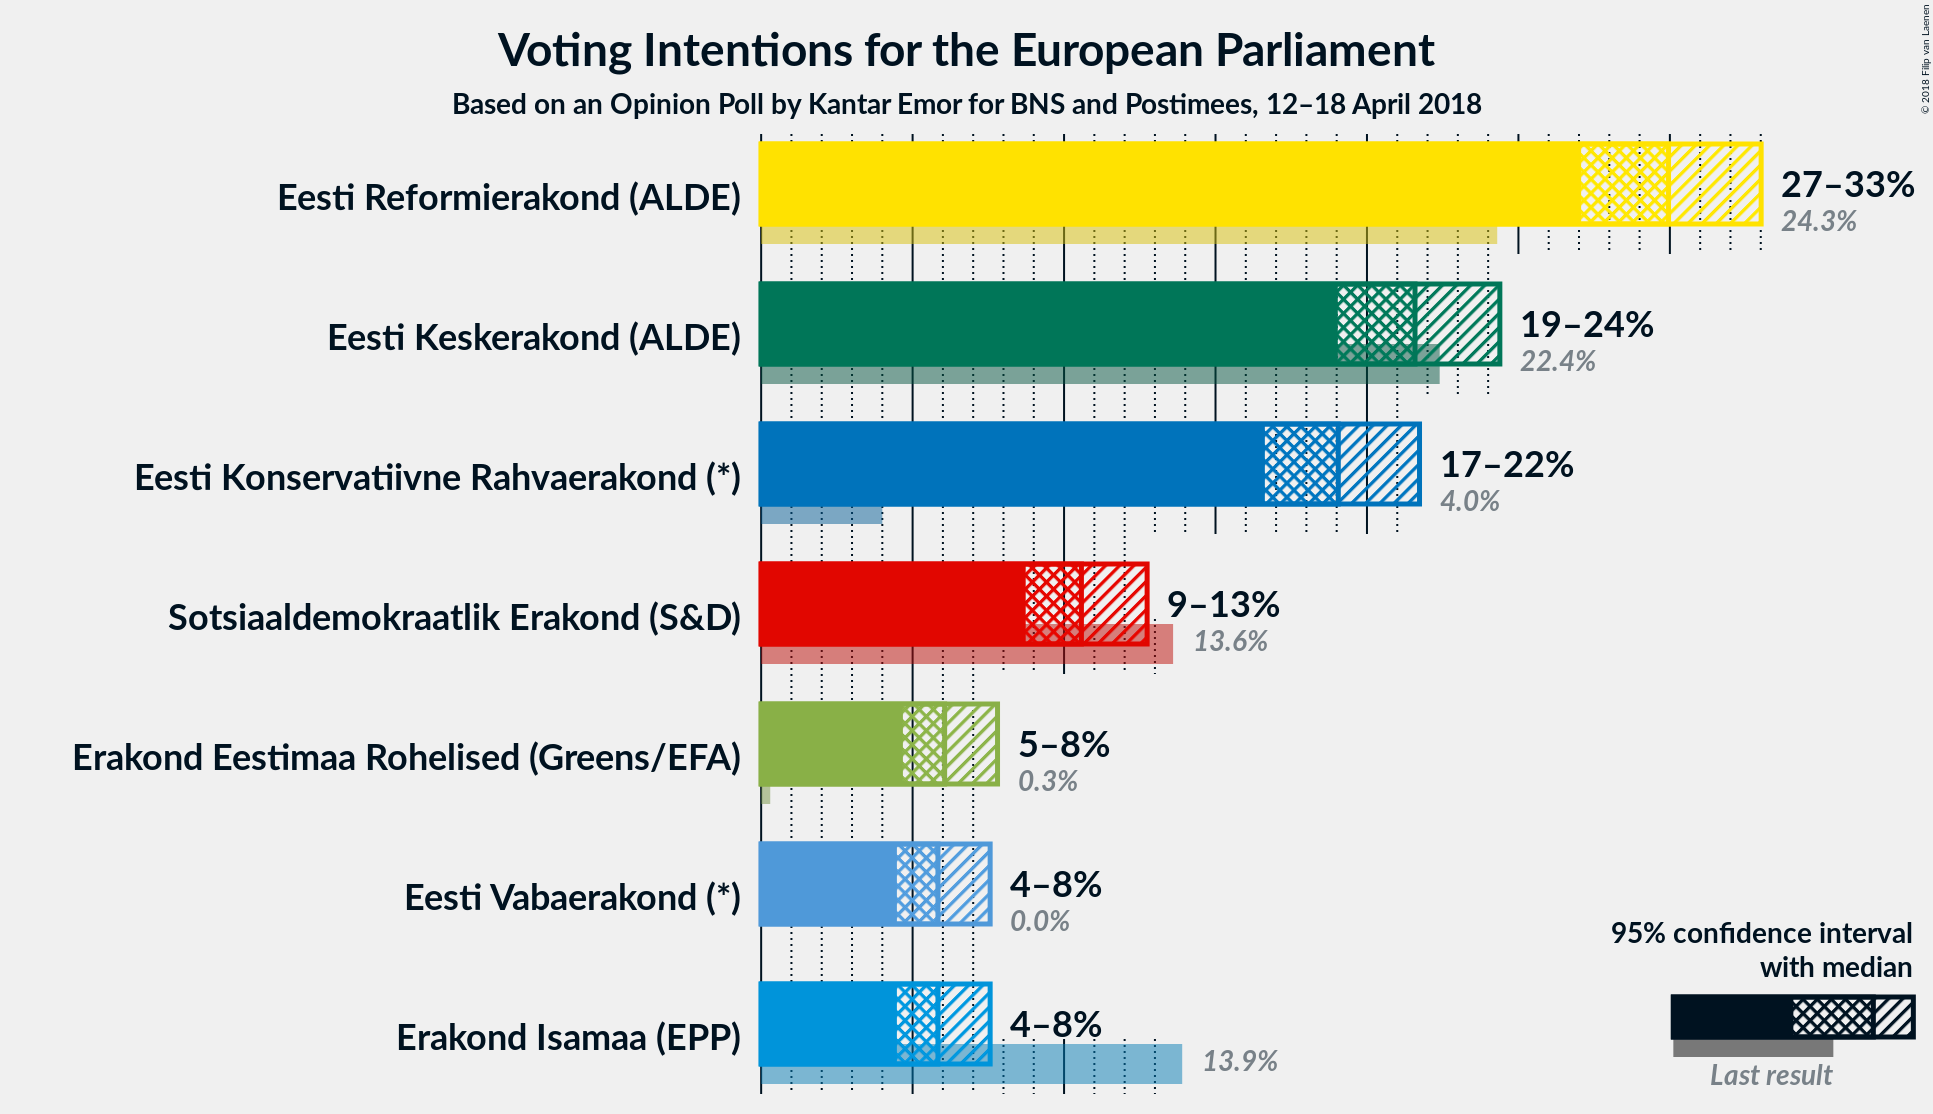 Voting Intentions for the European Parliament
Based on an Opinion Poll by Kantar Emor for BNS and Postimees, 12–18 April 2018
© 2018 Filip van Laenen
Eesti Reformierakond (ALDE)
27–33%
24.3%
Eesti Keskerakond (ALDE)
19–24%
22.4%
Eesti Konservatiivne Rahvaerakond (*)
17–22%
4.0%
Sotsiaaldemokraatlik Erakond (S&D)
9–13%
13.6%
Erakond Eestimaa Rohelised (Greens/EFA)
5–8%
0.3%
Eesti Vabaerakond (*)
4–8%
0.0%
Erakond Isamaa (EPP)
4–8%
13.9%
95% confidence interval
with median
Last result